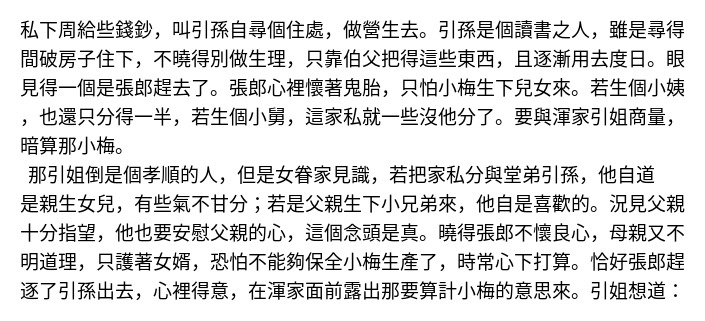 私下周給些錢鈔，叫引孫自尋個住處，做營生去。引孫是個讀書之人，雖是尋得
間破房子住下，不曉得別做生理，只靠伯父把得這些東西，且逐漸用去度日。眼
見得一個是張郎趕去了。張郎心裡懷著鬼胎，只怕小梅生下兒女來。若生個小姨
，也還只分得一半，若生個小舅，這家私就一些沒他分了。要與渾家引姐商量，
暗算那小梅。
那引姐倒是個孝順的人，但是女眷家見識，若把家私分與堂弟引孫，他自道
是親生女兒，有些氣不甘分；若是父親生下小兄弟來，他自是喜歡的。況見父親
十分指望，他也要安慰父親的心，這個念頭是真。曉得張郎不懷良心，母親又不
明道理，只護著女婿，恐怕不能夠保全小梅生產了，時常心下打算。恰好張郎趕
逐了引孫出去，心裡得意，在渾家面前露出那要算計小梅的意思來。引姐想道：